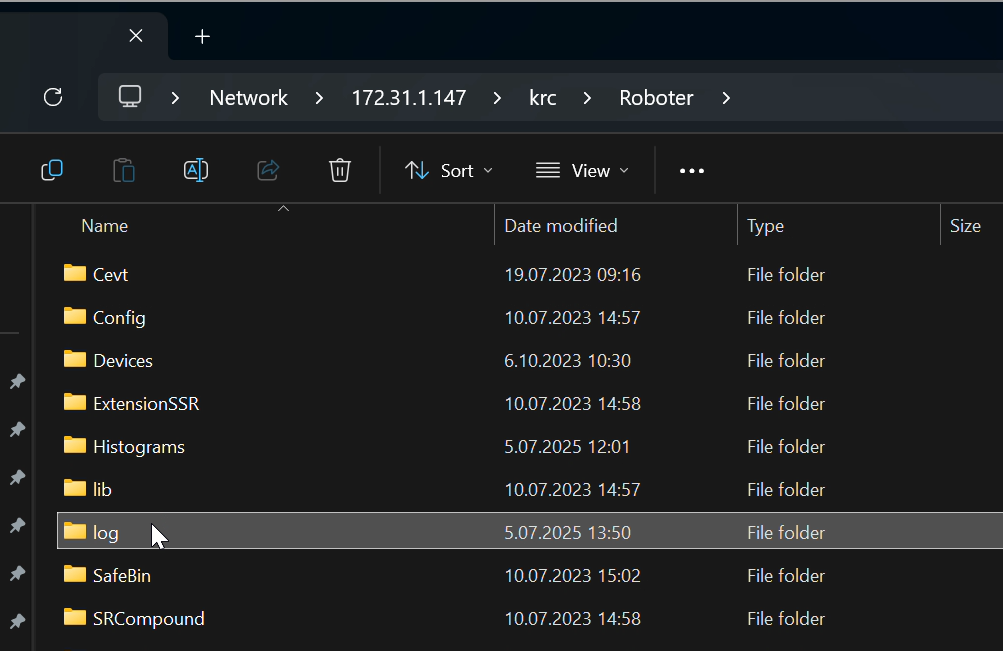 Network > 172.31.1.147 > krc > Roboter >
Sort View
Name Date modified Type Size
Cevt 19.07.2023 09:16 File folder
Config 10.07.2023 14:57 File folder
Devices 6.10.2023 10:30 File folder
ExtensionSSR 10.07.2023 14:58 File folder
Histograms 5.07.2025 12:01 File folder
lib 10.07.2023 14:57 File folder
log 5.07.2025 13:50 File folder
SafeBin 10.07.2023 15:02 File folder
SRCompound 10.07.2023 14:58 File folder